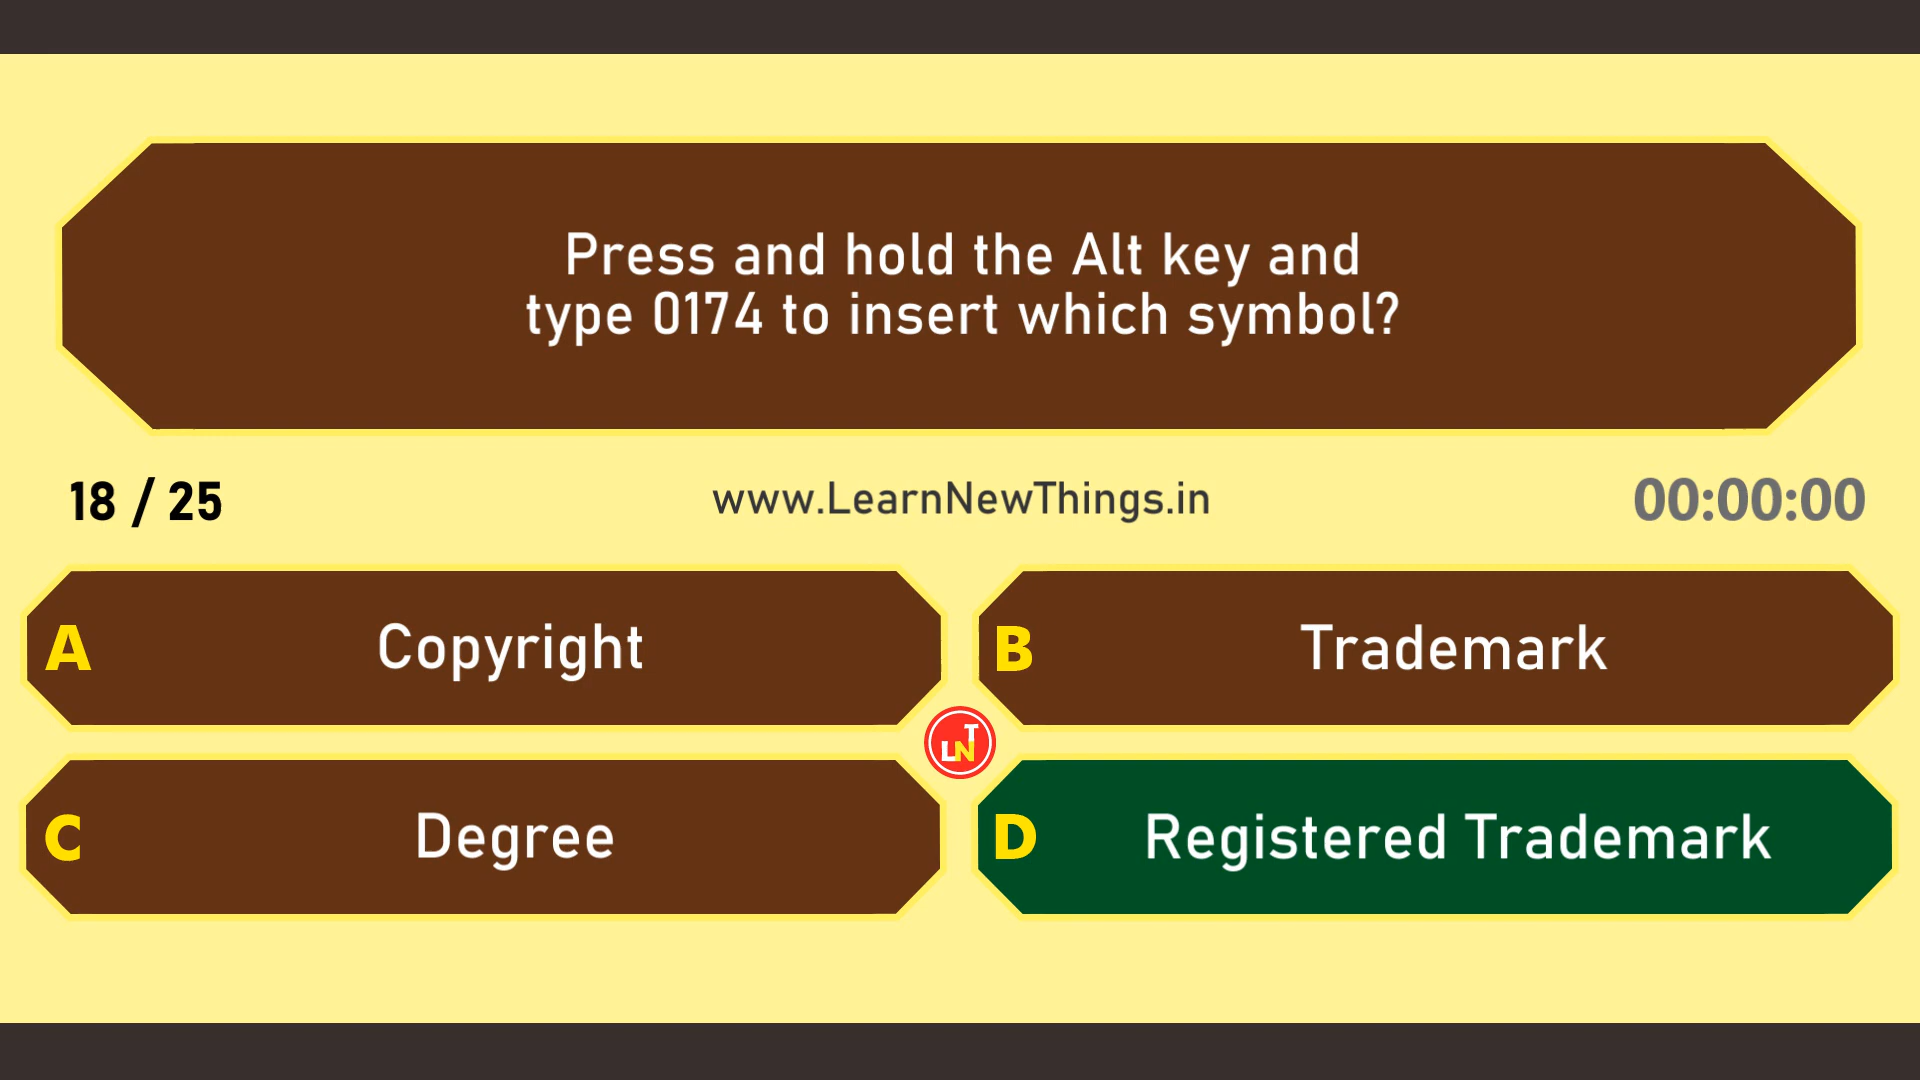 Press and hold the Alt key and
type 0174 to insert which symbol?
18 / 25
www.LearnNewThings.in
00:00:00
A Copyright
B Trademark
LNT
C Degree
D Registered Trademark